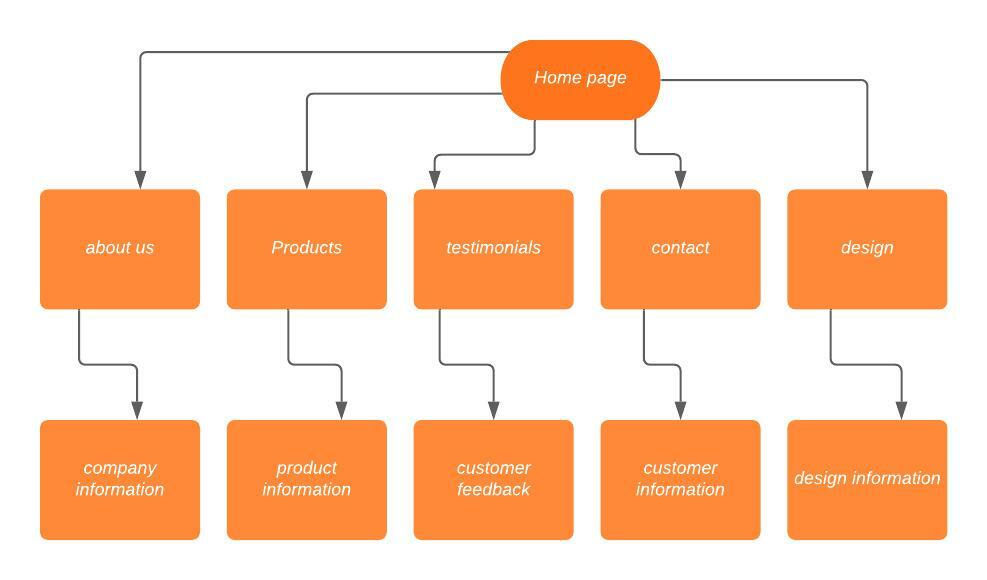 Home page
about us
Products
testimonials
contact
design
company
information
product
information
customer
feedback
customer
information
design information